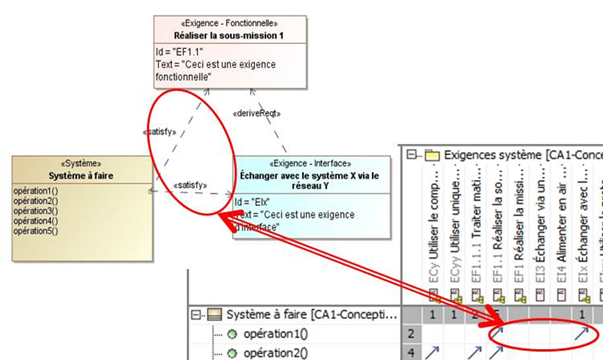 «Exigence - Fonctionnelle»
Réaliser la sous-mission 1
Id = "EF1.1"
Text = "Ceci est une exigence
fonctionnelle"
«satisfy»
«deriveReqt»
«Système»
Système à faire
opération1()
opération2()
opération3()
opération4()
opération5()
«satisfy»
«Exigence - Interface»
Échanger avec le système X via le
réseau Y
Id = "EIx"
Text = "Ceci est une exigence
d'interface"
Exigences système [CA1-Conce
ECy Utiliser le comp...
ECyy Utiliser unique...
EF1.1.1 Traiter mati...
EF1.1 Réaliser la so...
EF1 Réaliser la missi...
EI3 Échanger via un...
EI4 Alimenter en air ...
EIx Échanger avec l...
Système à faire [CA1-Concepti...
1 1 2 1
opération1() 2
opération2() 4